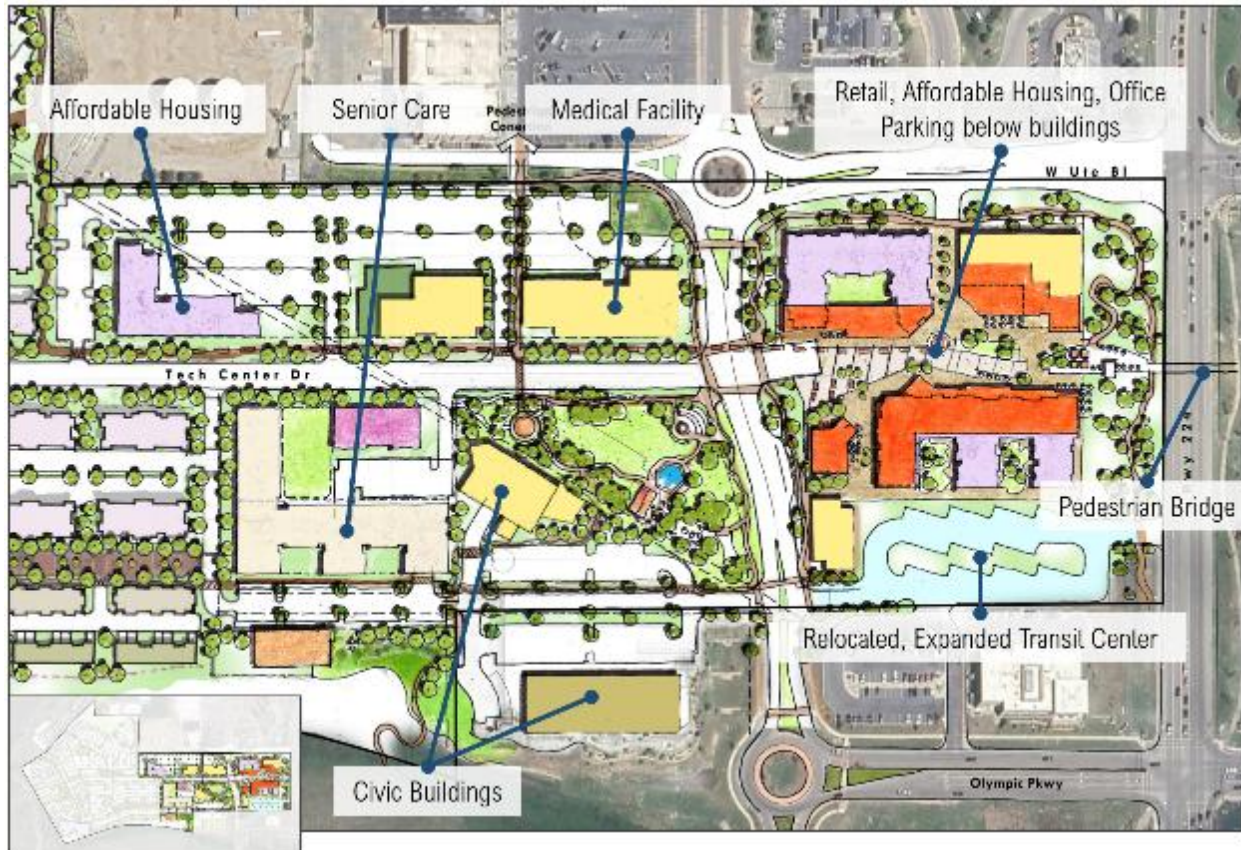 Affordable Housing
Senior Care
Medical Facility
Retail, Affordable Housing, Office
Parking below buildings
W Ute Bl
Tech Center Dr
Pedestrian Bridge
Relocated, Expanded Transit Center
Civic Buildings
Olympic Pkwy